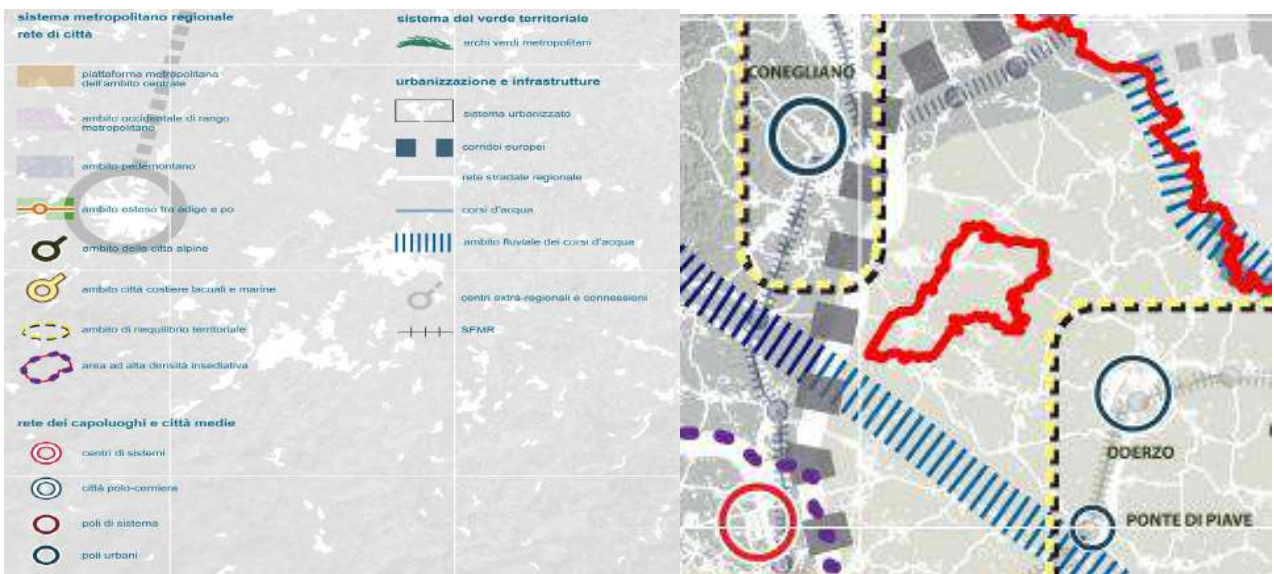 sistema metropolitano regionale
rete di città
piattaforma metropolitana
dell'ambito centrale
ambito occidentale di rango
metropolitano
ambito pedemontano
ambito esteso fra adige e po
ambito delle città alpine
ambito città costiere lacuali e marine
ambito di riequilibrio territoriale
area ad alta densità insediativa
rete dei capoluoghi e città medie
centri di sistemi
città polo-cerniera
poli di sistema
poli urbani
sistema del verde territoriale
archi verdi metropolitani
urbanizzazione e infrastrutture
sistema urbanizzato
corridoi europei
rete stradale regionale
corsi d'acqua
ambito fluviale dei corsi d'acqua
centri extra-regionali e connessioni
SFMR
CONEGLIANO
ODERZO
PONTE DI PIAVE